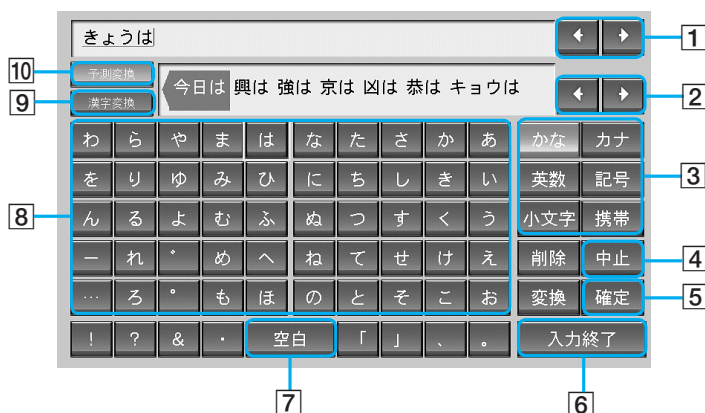 きょうは
1
10 予測変換
9 漢字変換
今日は 興は 強は 京は 凶は 恭は キョウは
2
わ ら や ま は な た さ か あ かな カナ
を り ゆ み ひ に ち し き い 英数 記号
3
ん る よ む ふ ぬ つ す く う 小文字 携帯
8
ー れ ゛ め へ ね て せ け え 削除 中止
4
… ろ ゜ も ほ の と そ こ お 変換 確定
5
! ? & ・ 空白 「 」 、 。 入力終了
7 6